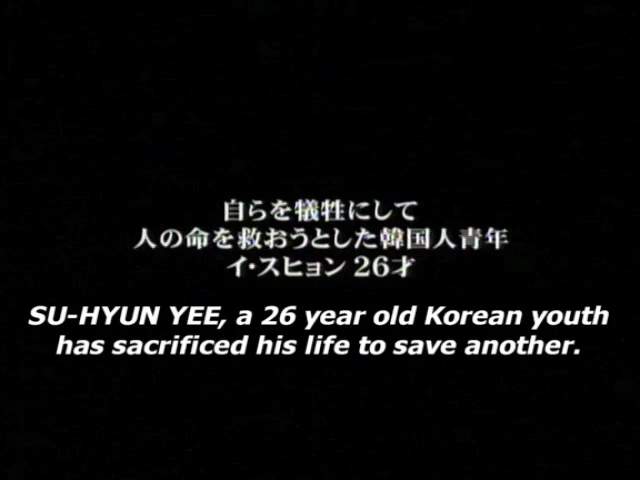 自らを犠牲にして
人の命を救おうとした韓国人青年
イ・スヒョン 26才
SU-HYUN YEE, a 26 year old Korean youth
has sacrificed his life to save another.